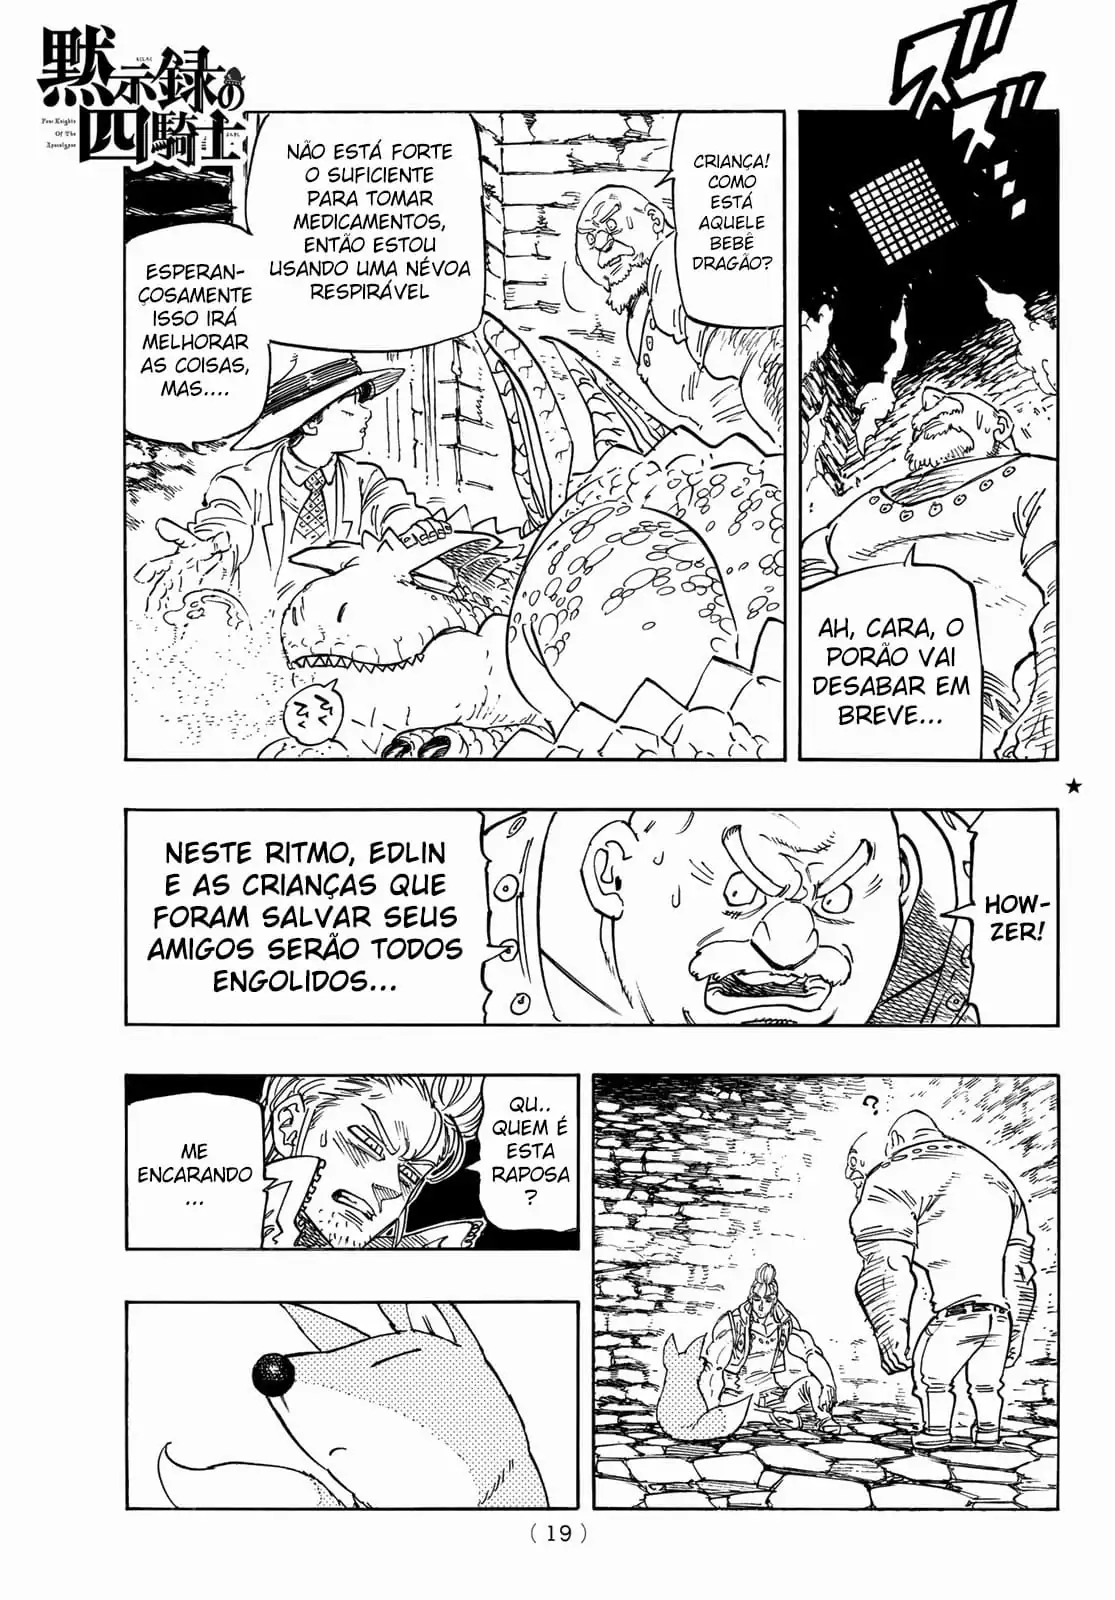 黙示録の
四騎士
Four Knights
Of The
Apocalypse
ズズズ...
AH, CARA, O
PORÃO VAI
DESABAR EM
BREVE...
CRIANÇA!
COMO
ESTÁ
AQUELE
BEBÊ
DRAGÃO?
NÃO ESTÁ FORTE
O SUFICIENTE
PARA TOMAR
MEDICAMENTOS,
ENTÃO ESTOU
USANDO UMA NÉVOA
RESPIRÁVEL
ESPERAN-
ÇOSAMENTE
ISSO IRÁ
MELHORAR
AS COISAS,
MAS....
★
HOW-
ZER!
NESTE RITMO, EDLIN
E AS CRIANÇAS QUE
FORAM SALVAR SEUS
AMIGOS SERÃO TODOS
ENGOLIDOS...
?
QU..
QUEM É
ESTA
RAPOSA
?
ME
ENCARANDO
...
( 19 )